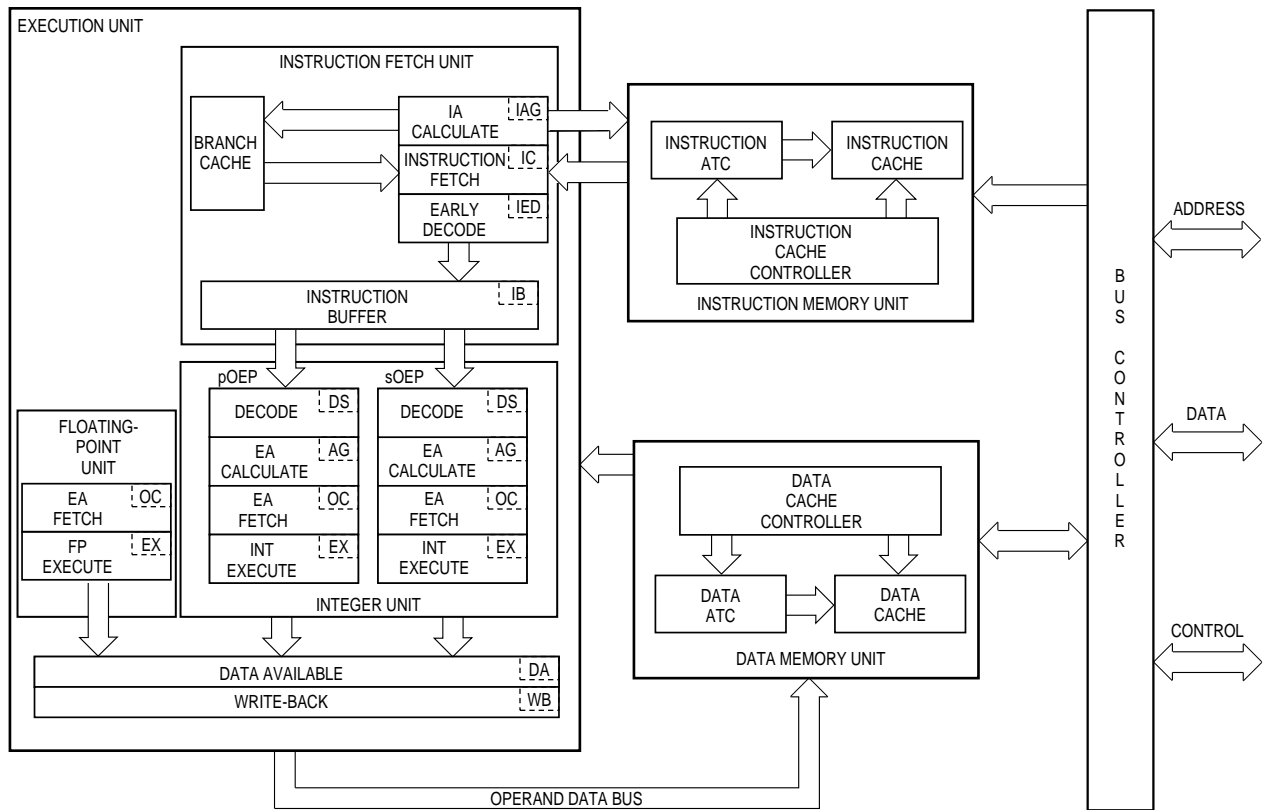 EXECUTION UNIT
INSTRUCTION FETCH UNIT
BRANCH
CACHE
IA
CALCULATE
IAG
INSTRUCTION
FETCH
IC
EARLY
DECODE
IED
INSTRUCTION
BUFFER
IB
pOEP
DECODE
DS
EA
CALCULATE
AG
EA
FETCH
OC
INT
EXECUTE
EX
sOEP
DECODE
DS
EA
CALCULATE
AG
EA
FETCH
OC
INT
EXECUTE
EX
INTEGER UNIT
FLOATING-
POINT
UNIT
EA
FETCH
OC
FP
EXECUTE
EX
DATA AVAILABLE
DA
WRITE-BACK
WB
INSTRUCTION
ATC
INSTRUCTION
CACHE
INSTRUCTION
CACHE
CONTROLLER
INSTRUCTION MEMORY UNIT
DATA
CACHE
CONTROLLER
DATA
ATC
DATA
CACHE
DATA MEMORY UNIT
OPERAND DATA BUS
BUS CONTROLLER
ADDRESS
DATA
CONTROL